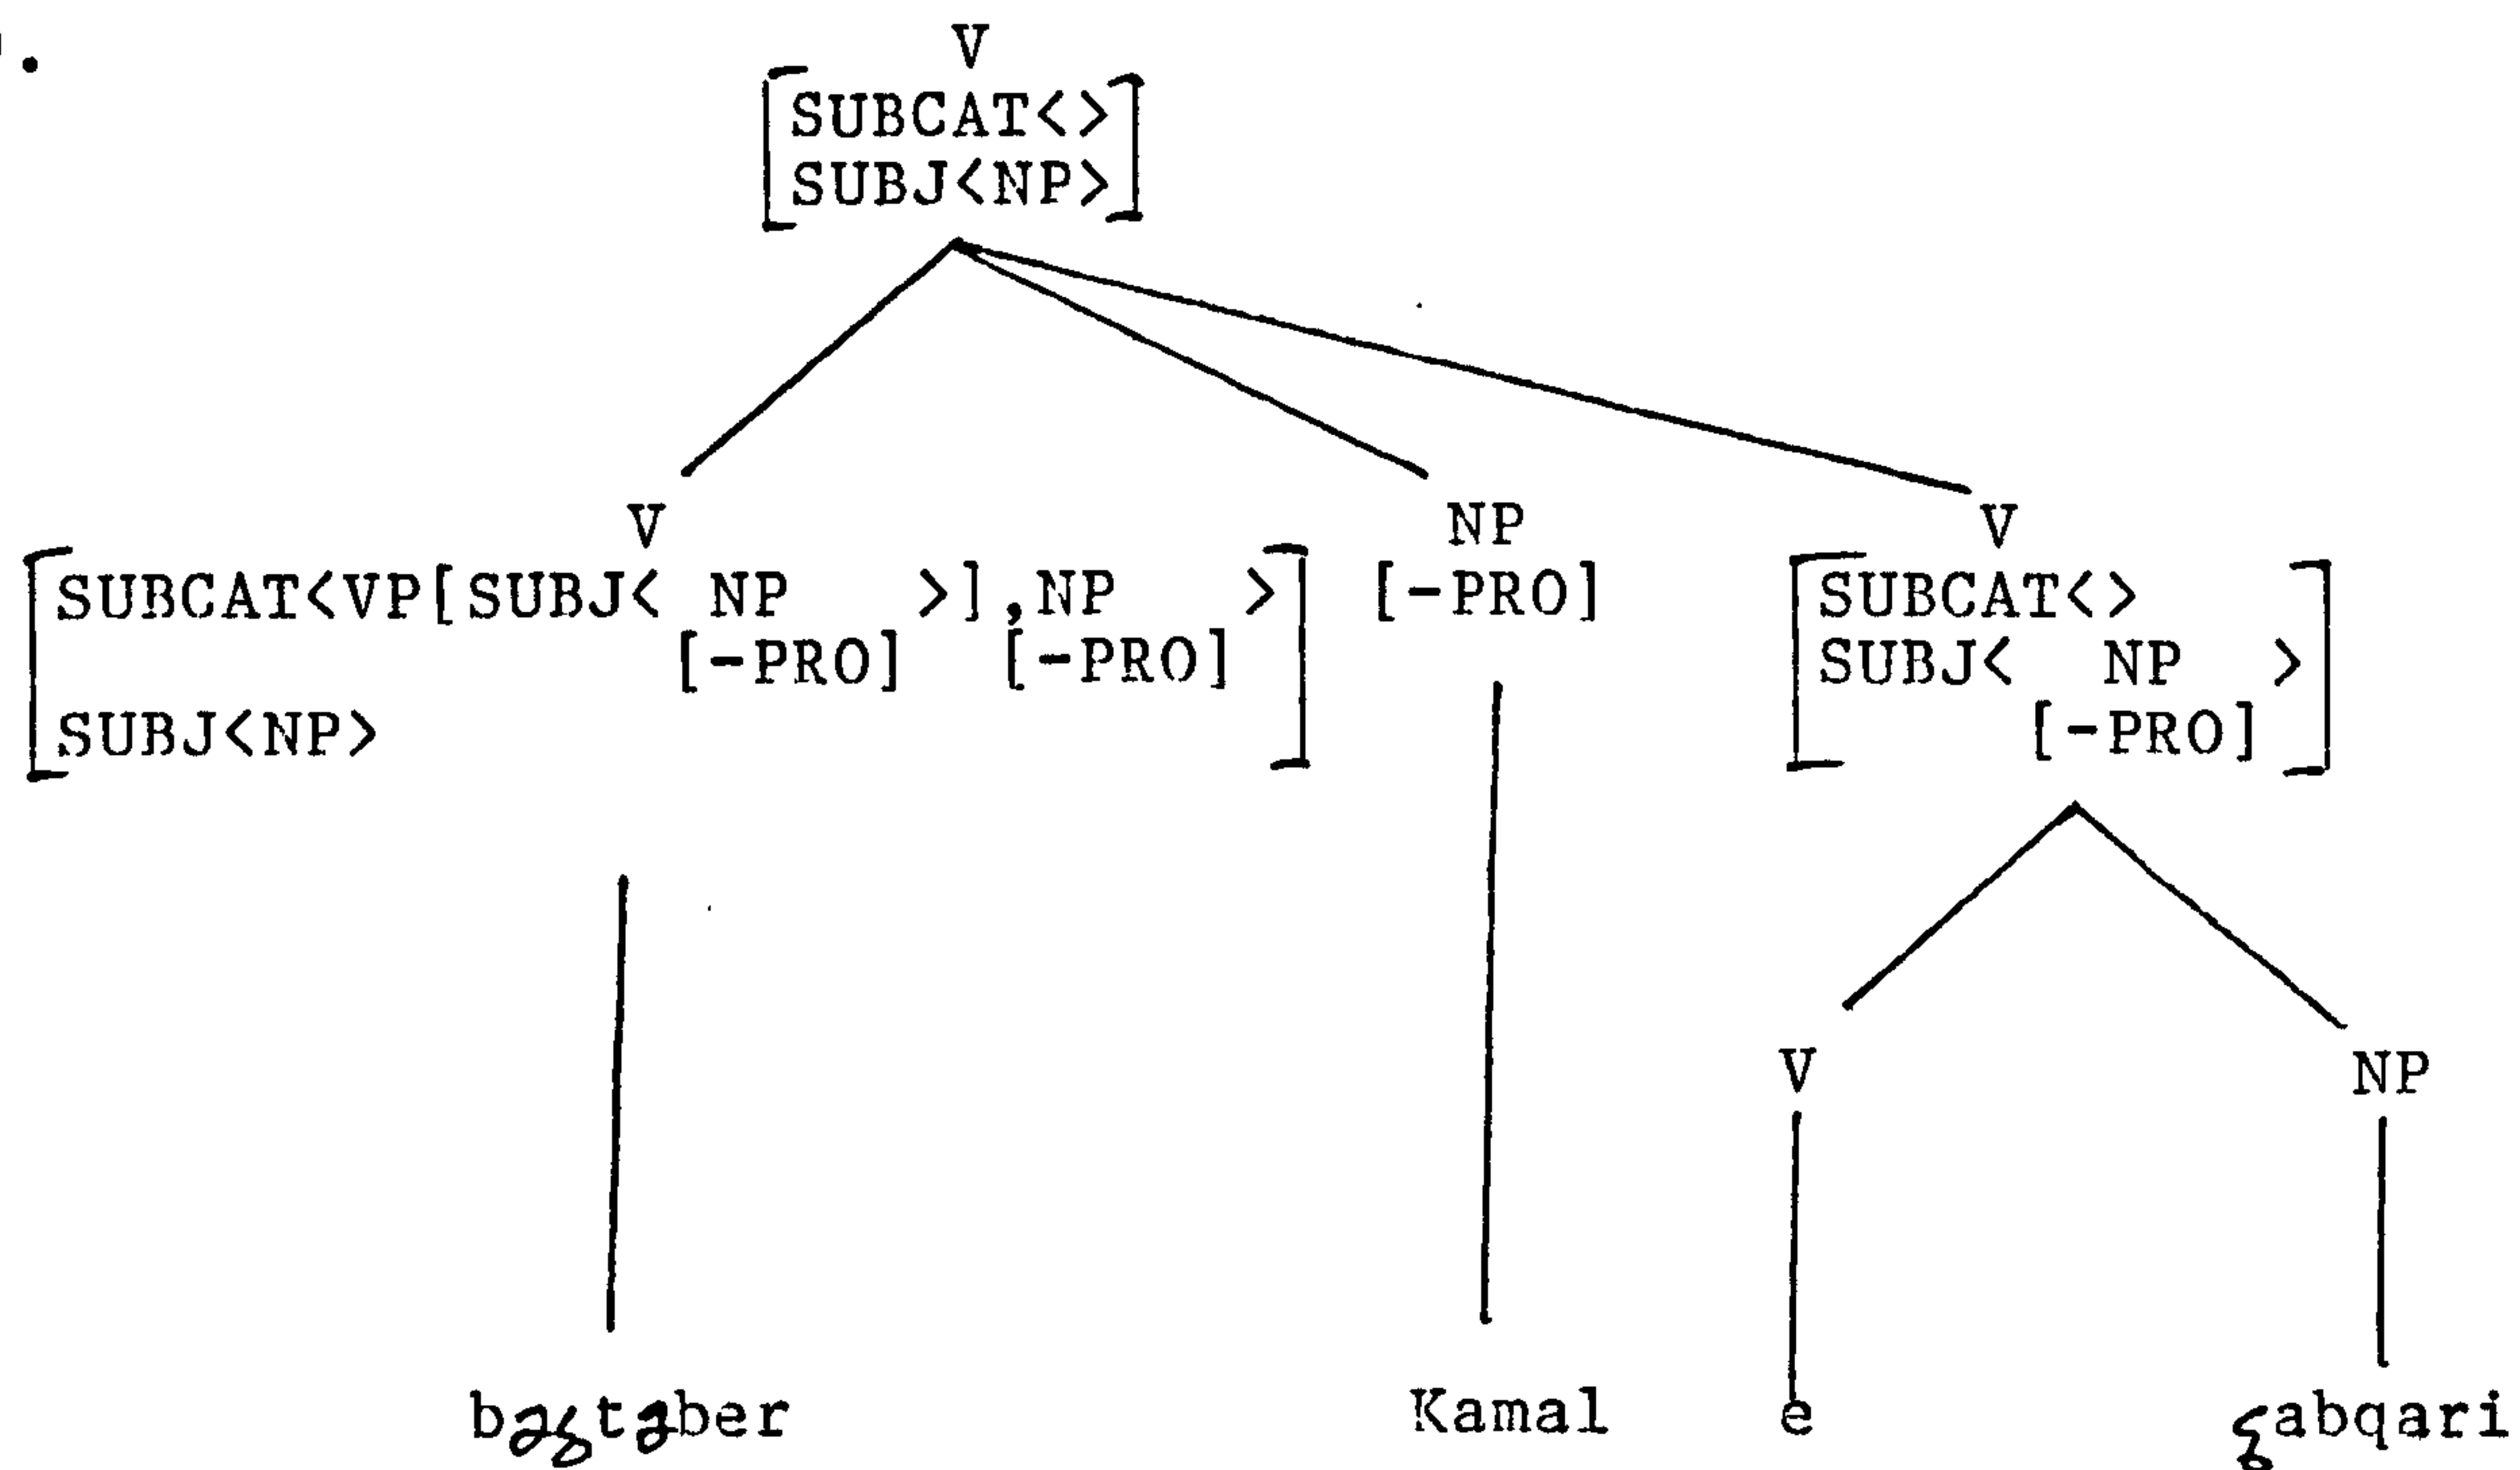 V
SUBCAT<>
SUBJ<NP>
V NP V
SUBCAT<VP[SUBJ< NP >],NP > [-PRO] SUBCAT<>
[-PRO] [-PRO] SUBJ< NP >
SUBJ<NP> [-PRO]
V NP
Kamal e